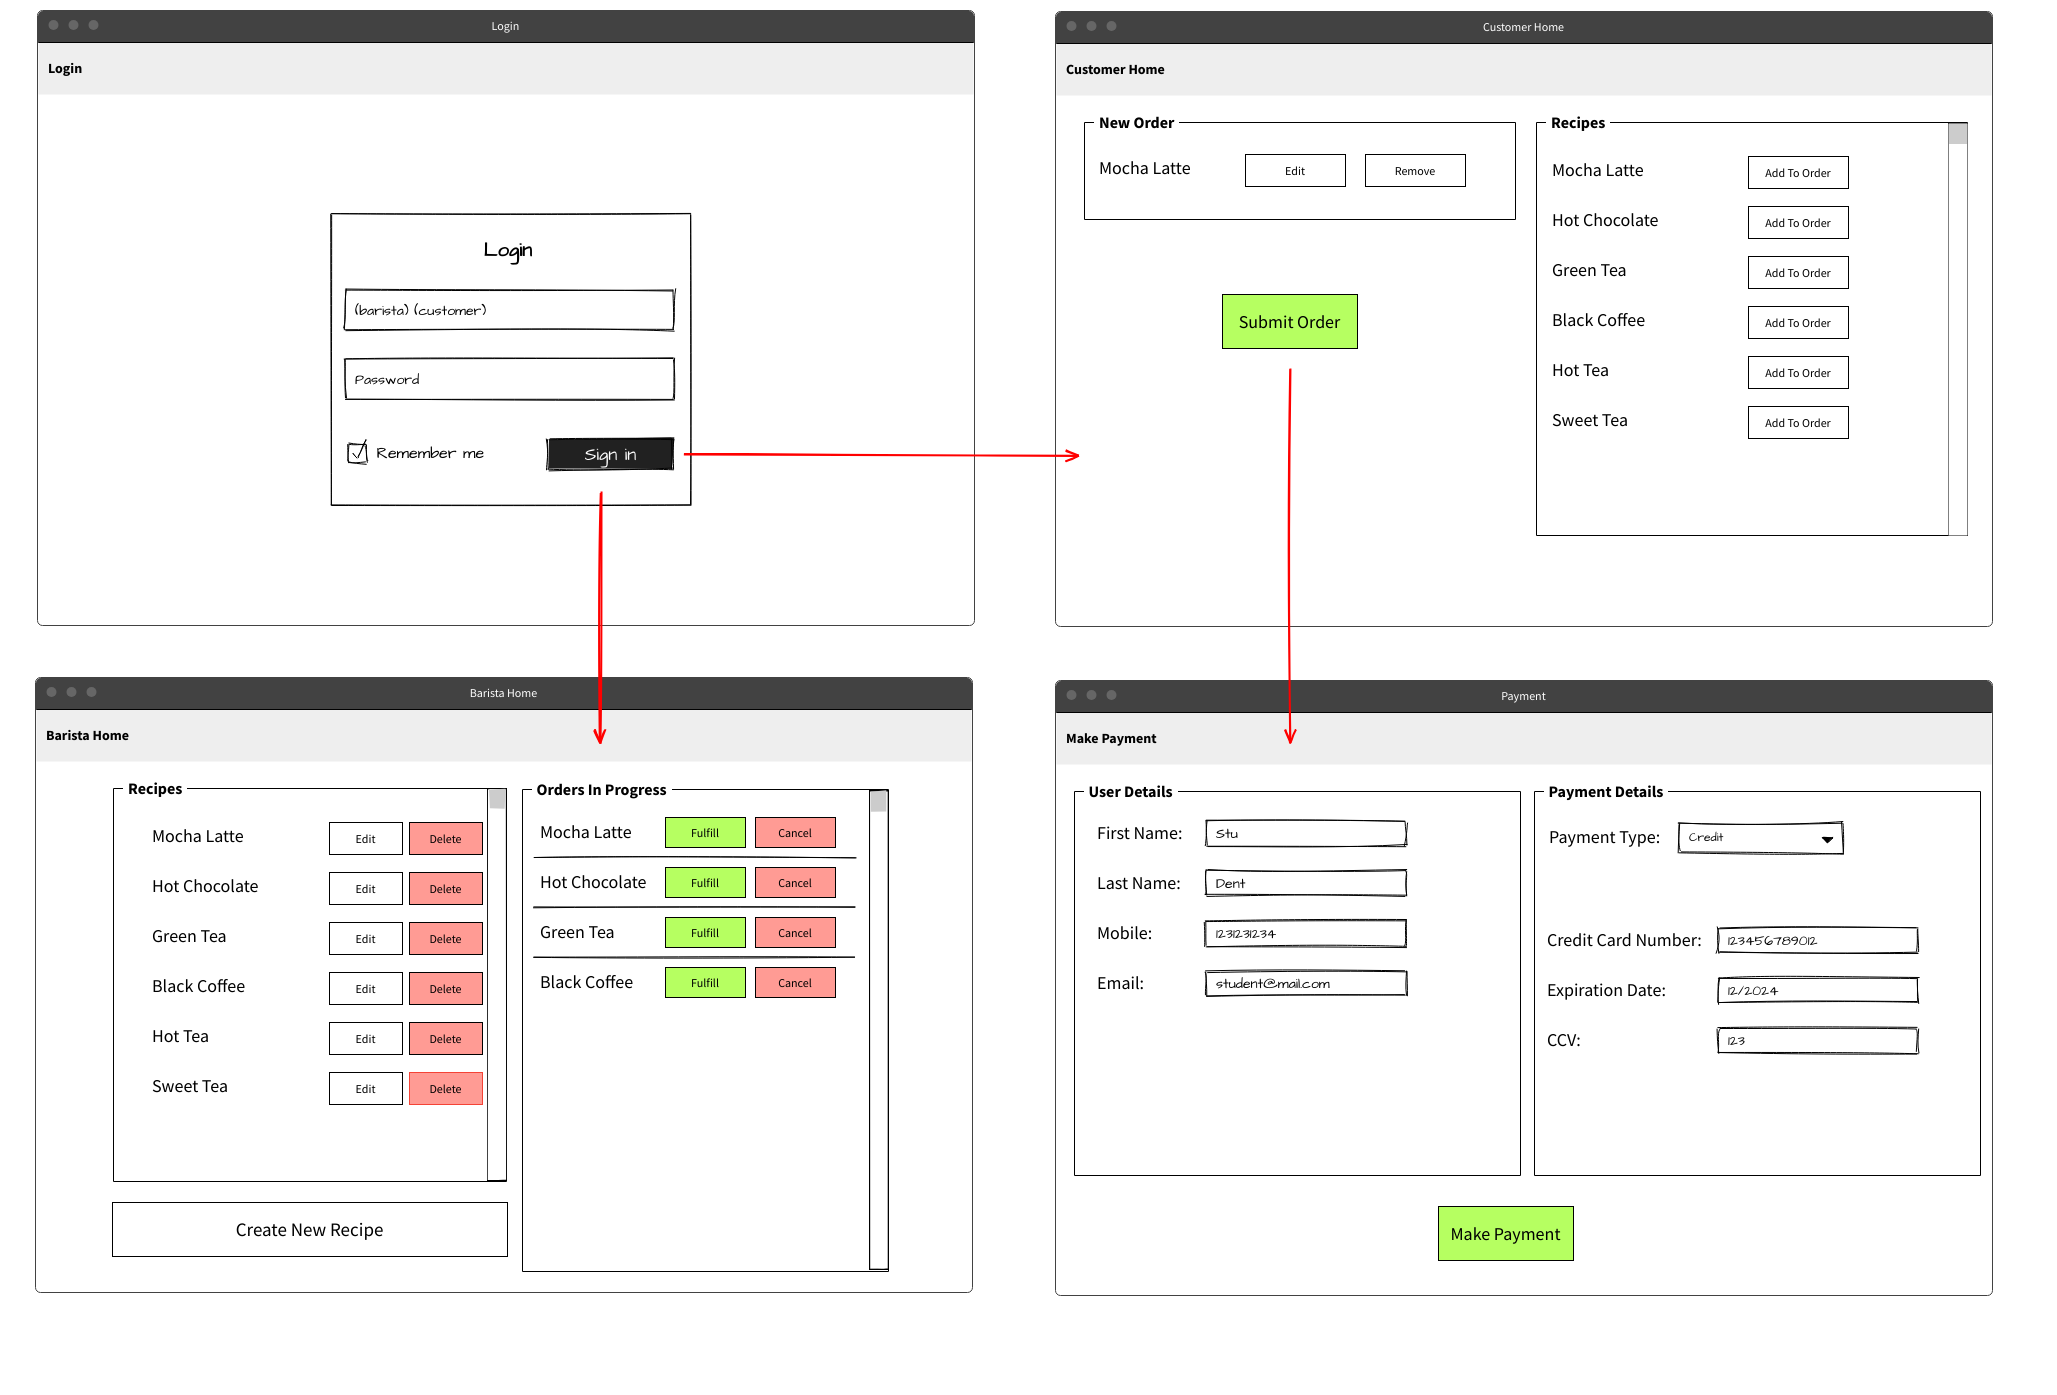 Login
Login
Login
(barista) (customer)
Password
Remember me
Sign in
Customer Home
Customer Home
New Order
Mocha Latte Edit Remove
Submit Order
Recipes
Mocha Latte Add To Order
Hot Chocolate Add To Order
Green Tea Add To Order
Black Coffee Add To Order
Hot Tea Add To Order
Sweet Tea Add To Order
Barista Home
Barista Home
Recipes
Mocha Latte Edit Delete
Hot Chocolate Edit Delete
Green Tea Edit Delete
Black Coffee Edit Delete
Hot Tea Edit Delete
Sweet Tea Edit Delete
Create New Recipe
Orders In Progress
Mocha Latte Fulfill Cancel
Hot Chocolate Fulfill Cancel
Green Tea Fulfill Cancel
Black Coffee Fulfill Cancel
Payment
Make Payment
User Details
First Name: Stu
Last Name: Dent
Mobile: 1231231234
Email: student@mail.com
Payment Details
Payment Type: Credit
Credit Card Number: 123456789012
Expiration Date: 12/2024
CCV: 123
Make Payment